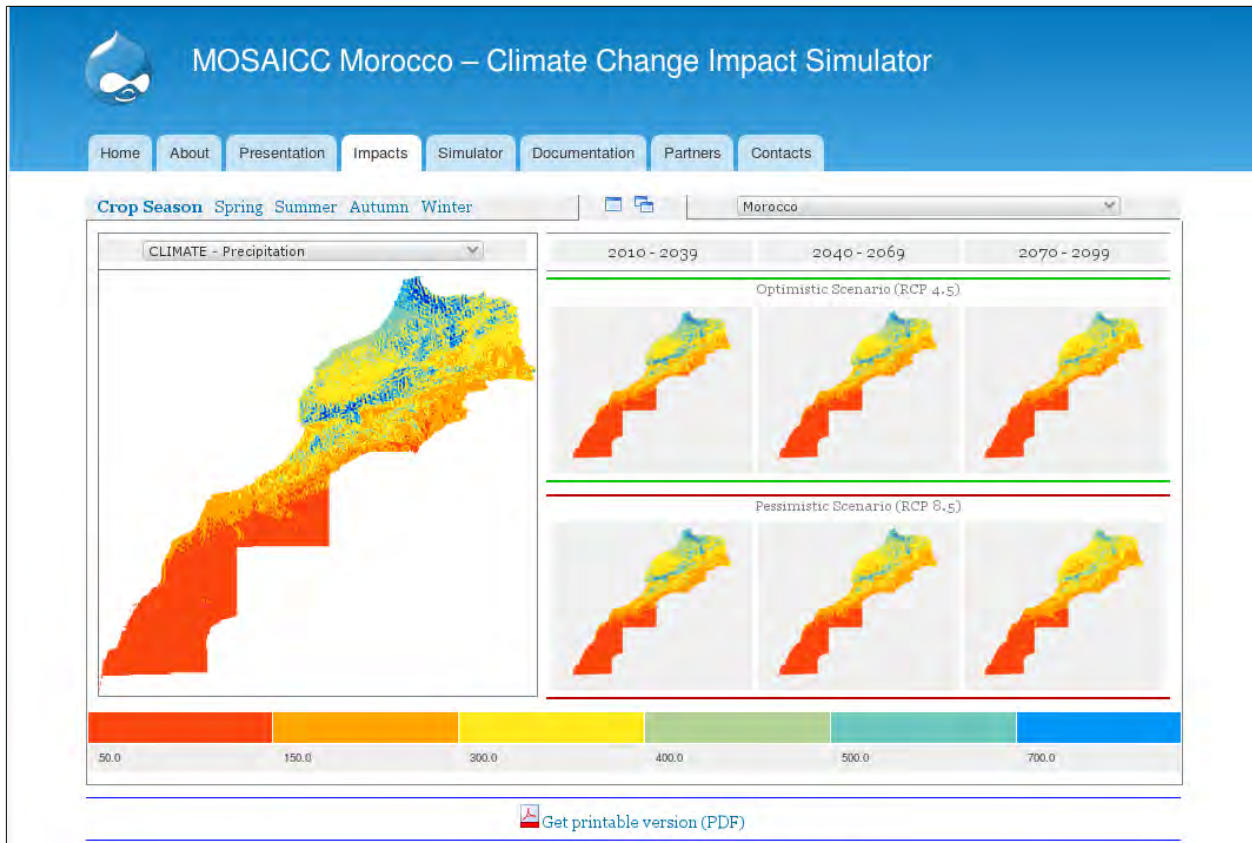 MOSAICC Morocco – Climate Change Impact Simulator
Home About Presentation Impacts Simulator Documentation Partners Contacts
Crop Season Spring Summer Autumn Winter
Morocco
CLIMATE - Precipitation
2010 - 2039 2040 - 2069 2070 - 2099
Optimistic Scenario (RCP 4.5)
Pessimistic Scenario (RCP 8.5)
50.0 150.0 300.0 400.0 500.0 700.0
Get printable version (PDF)